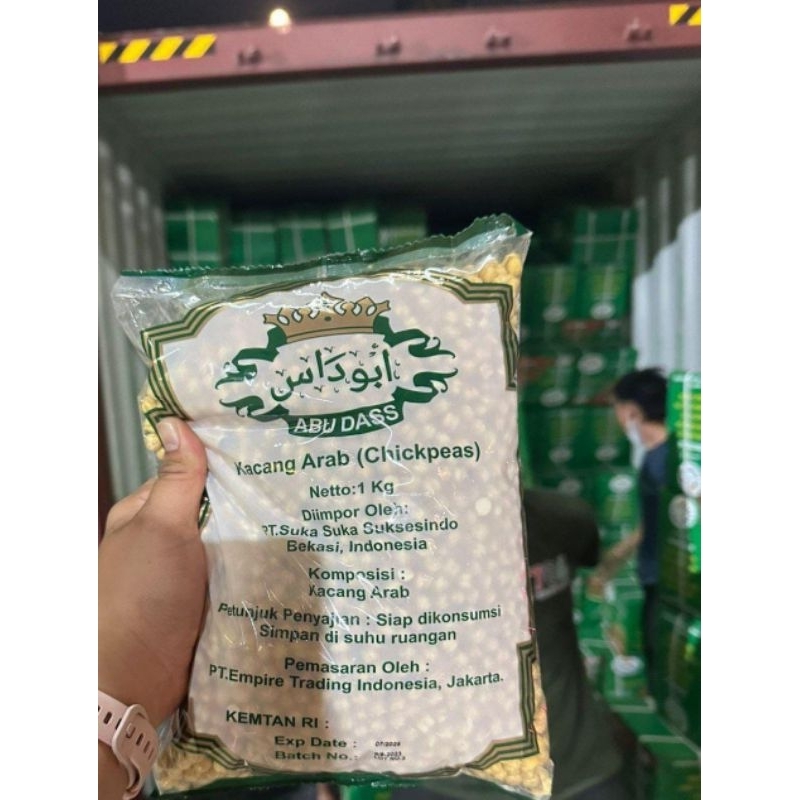 أبودَاس
ABU DASS
Kacang Arab (Chickpeas)
Netto:1 Kg
Diimpor Oleh:
PT.Suka Suka Suksesindo
Bekasi, Indonesia
Komposisi :
Kacang Arab
Petunjuk Penyajian : Siap dikonsumsi
Simpan di suhu ruangan
Pemasaran Oleh :
PT.Empire Trading Indonesia, Jakarta.
KEMTAN RI :
Exp Date :
Batch No.: